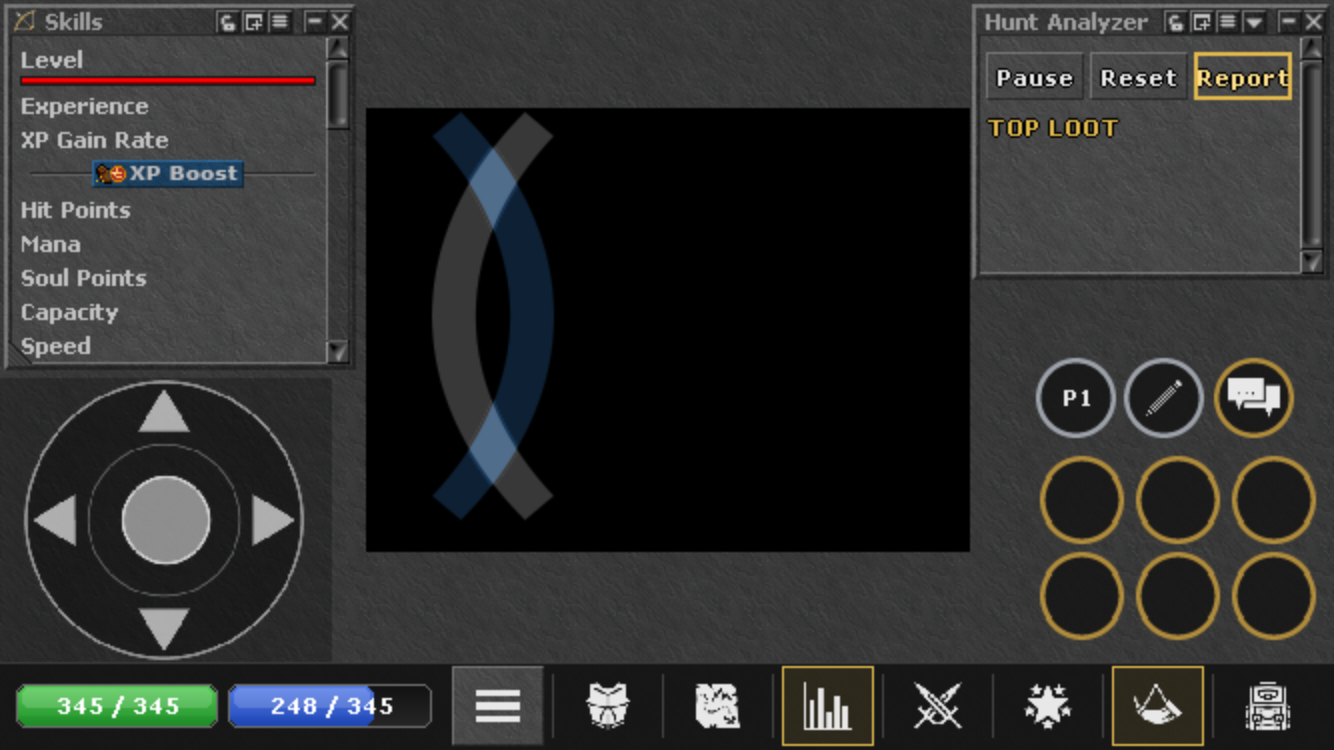 Skills
Level
Experience
XP Gain Rate
XP Boost
Hit Points
Mana
Soul Points
Capacity
Speed
Hunt Analyzer
Pause Reset Report
TOP LOOT
P1
345 / 345
248 / 345